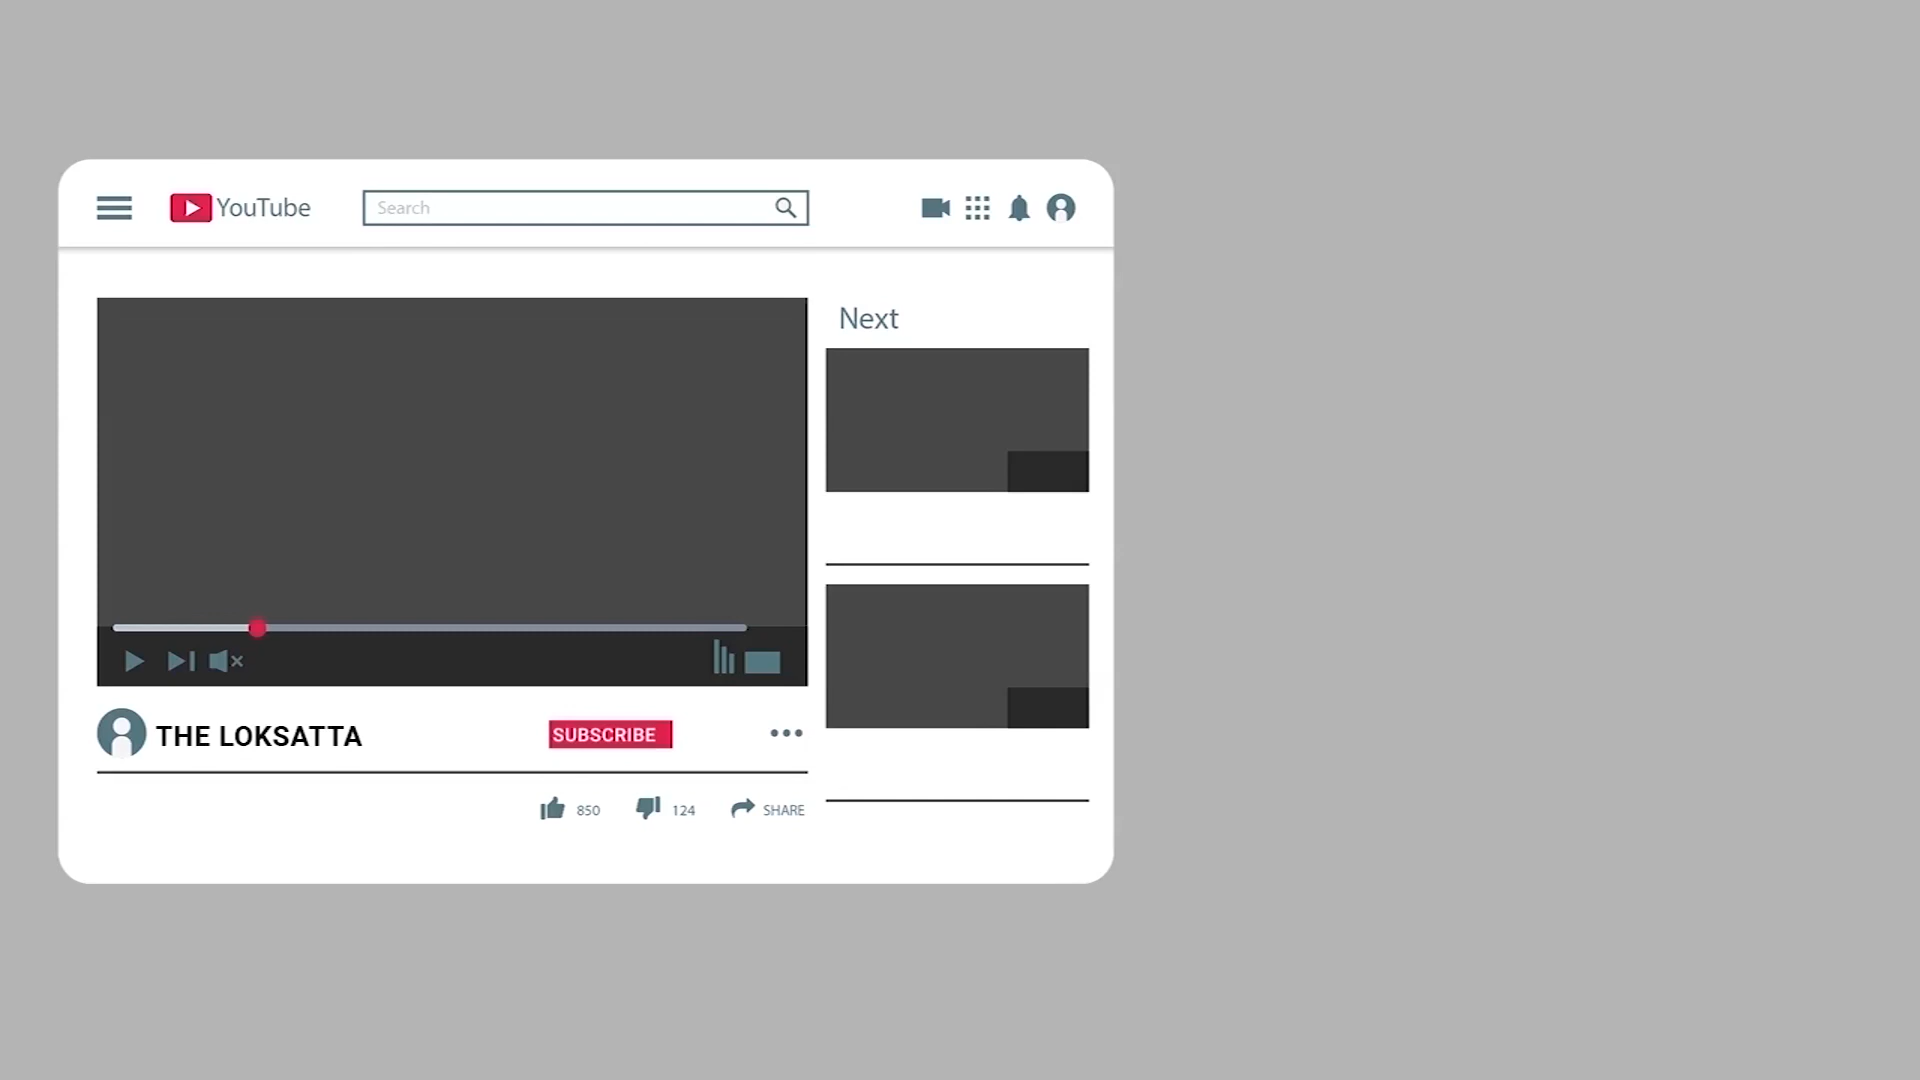 YouTube
Search
Next
THE LOKSATTA
SUBSCRIBE
850
124
SHARE